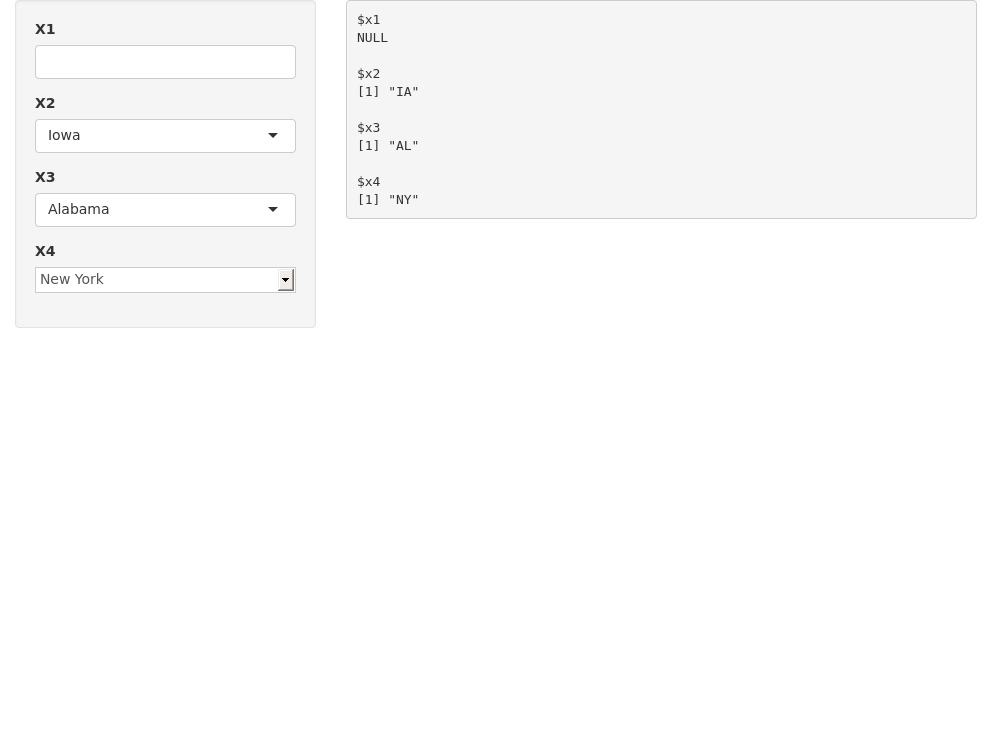 X1
X2
Iowa
X3
Alabama
X4
New York
$x1
NULL
$x2
[1] "IA"
$x3
[1] "AL"
$x4
[1] "NY"